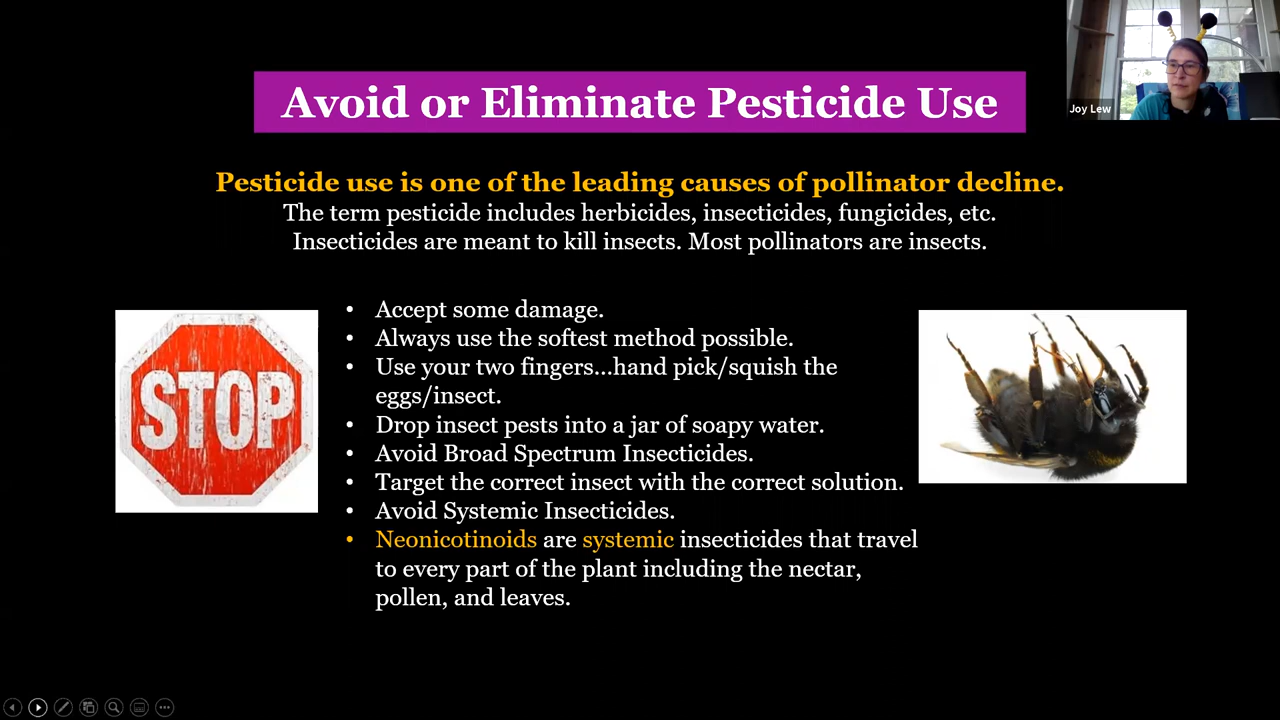 Joy Lew
Avoid or Eliminate Pesticide Use
Pesticide use is one of the leading causes of pollinator decline.
The term pesticide includes herbicides, insecticides, fungicides, etc.
Insecticides are meant to kill insects. Most pollinators are insects.
STOP
• Accept some damage.
• Always use the softest method possible.
• Use your two fingers...hand pick/squish the
eggs/insect.
• Drop insect pests into a jar of soapy water.
• Avoid Broad Spectrum Insecticides.
• Target the correct insect with the correct solution.
• Avoid Systemic Insecticides.
• Neonicotinoids are systemic insecticides that travel
to every part of the plant including the nectar,
pollen, and leaves.